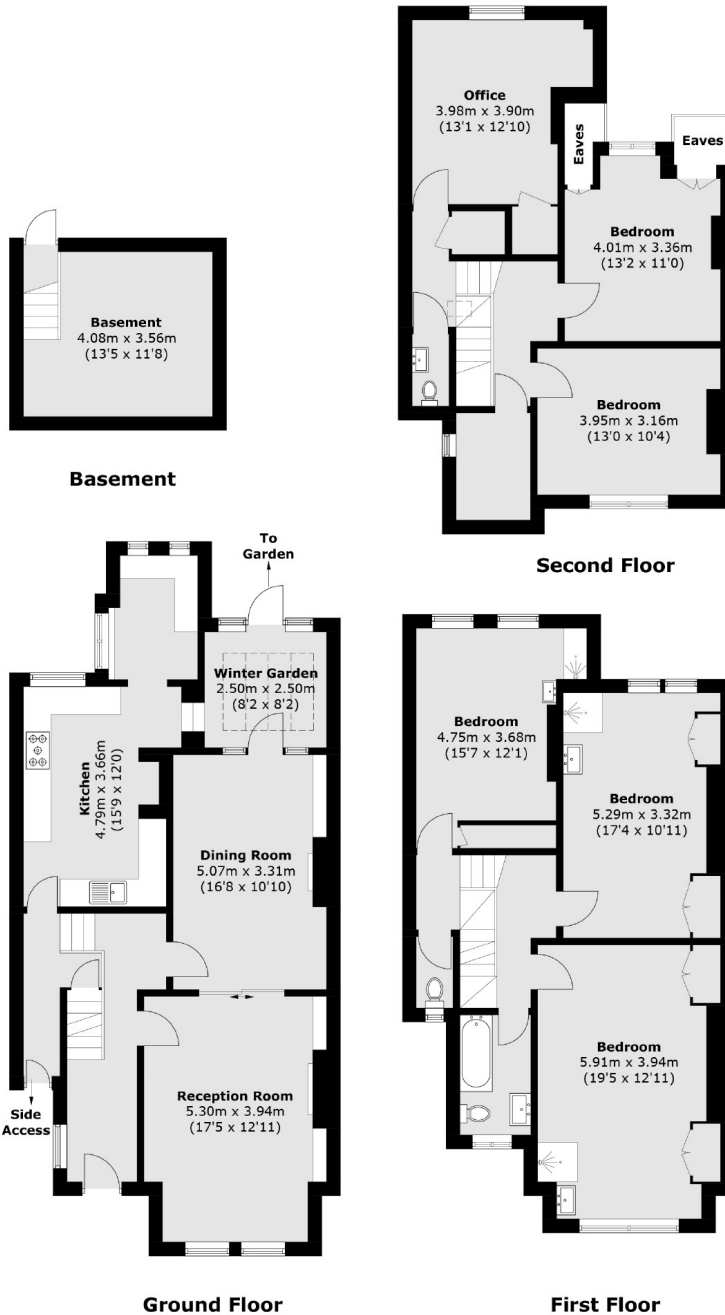 Office
3.98m x 3.90m
(13'1 x 12'10)
Eaves
Eaves
Bedroom
4.01m x 3.36m
(13'2 x 11'0)
Bedroom
3.95m x 3.16m
(13'0 x 10'4)
Second Floor
Basement
4.08m x 3.56m
(13'5 x 11'8)
Basement
To
Garden
Winter Garden
2.50m x 2.50m
(8'2 x 8'2)
Kitchen
4.79m x 3.66m
(15'9 x 12'0)
Dining Room
5.07m x 3.31m
(16'8 x 10'10)
Reception Room
5.30m x 3.94m
(17'5 x 12'11)
Side
Access
Ground Floor
Bedroom
4.75m x 3.68m
(15'7 x 12'1)
Bedroom
5.29m x 3.32m
(17'4 x 10'11)
Bedroom
5.91m x 3.94m
(19'5 x 12'11)
First Floor